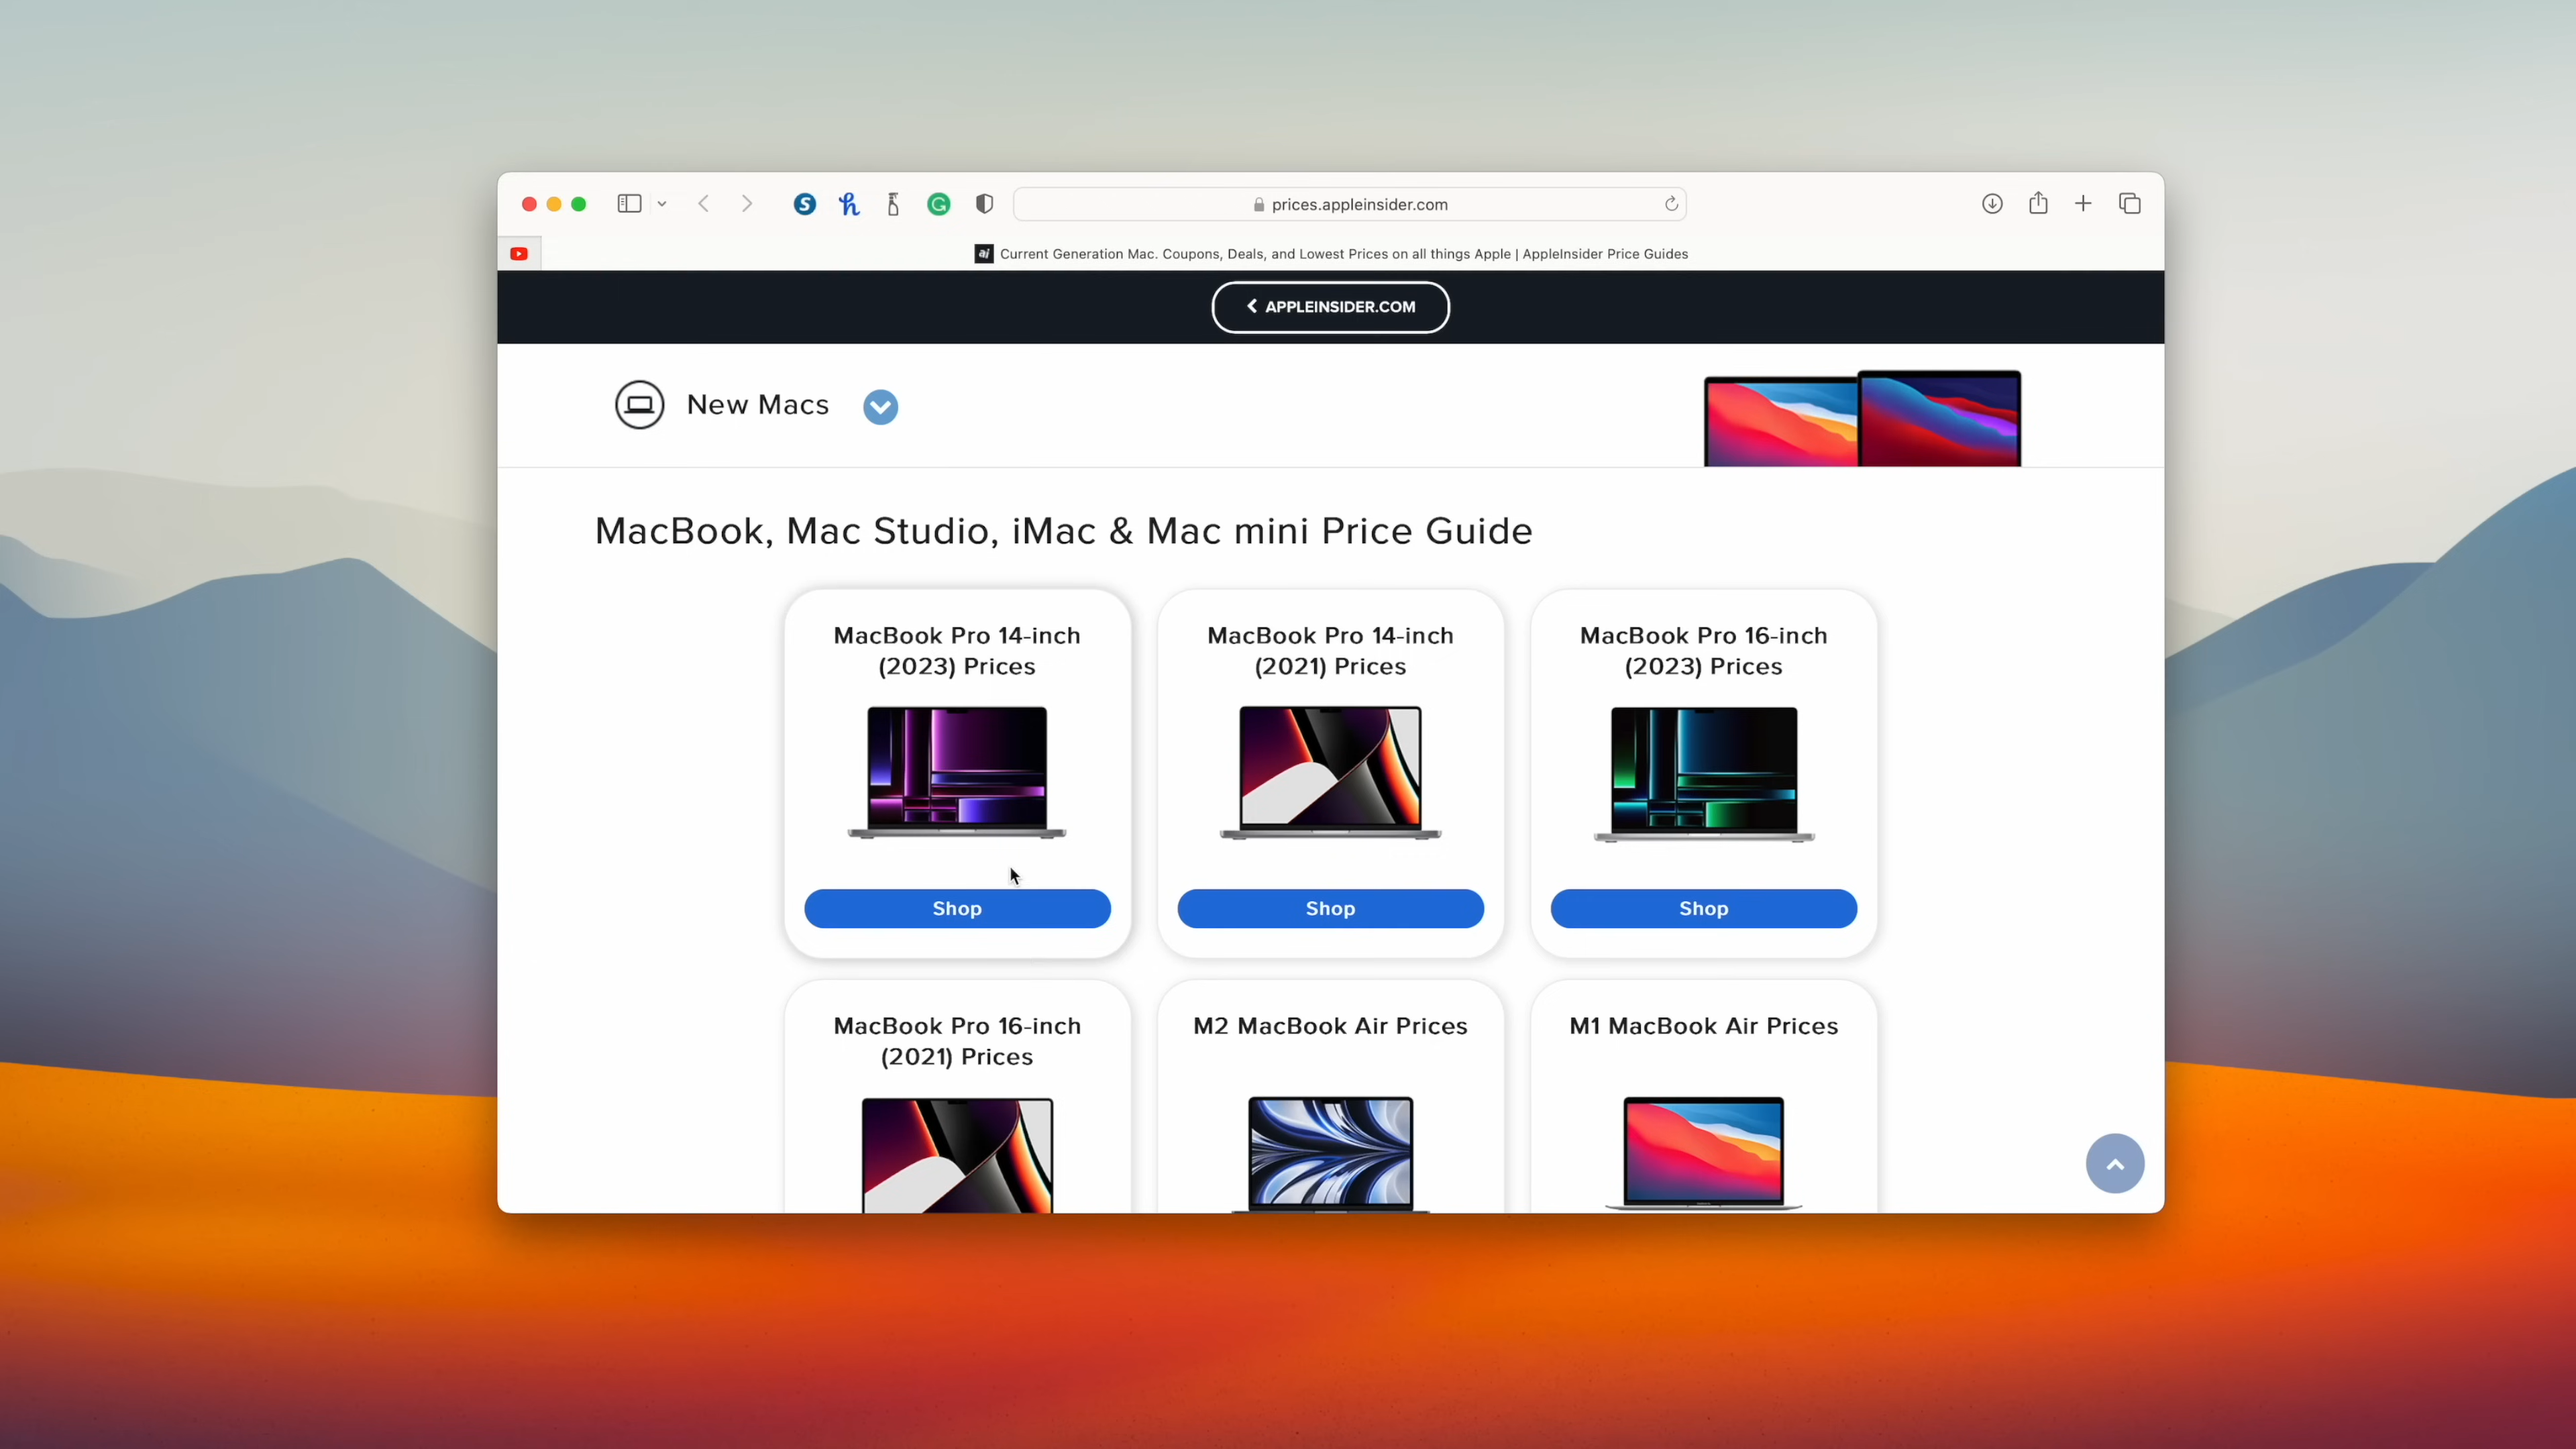 prices.appleinsider.com
ai Current Generation Mac. Coupons, Deals, and Lowest Prices on all things Apple | AppleInsider Price Guides
APPLEINSIDER.COM
New Macs
MacBook, Mac Studio, iMac & Mac mini Price Guide
MacBook Pro 14-inch
(2023) Prices
Shop
MacBook Pro 14-inch
(2021) Prices
Shop
MacBook Pro 16-inch
(2023) Prices
Shop
MacBook Pro 16-inch
(2021) Prices
M2 MacBook Air Prices
M1 MacBook Air Prices